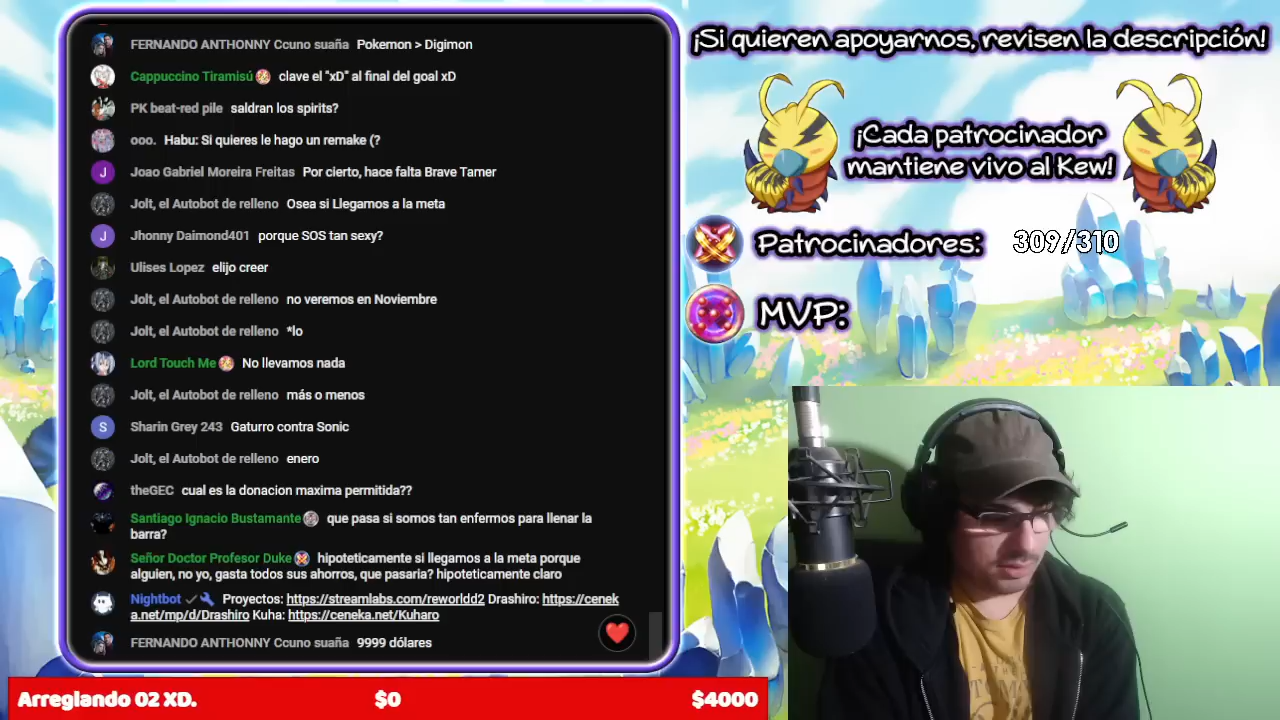 FERNANDO ANTHONNY Ccuno suaña Pokemon > Digimon
Cappuccino Tiramisú clave el "xD" al final del goal xD
PK beat-red pile saldran los spirits?
ooo. Habu: Si quieres le hago un remake (?
J Joao Gabriel Moreira Freitas Por cierto, hace falta Brave Tamer
Jolt, el Autobot de relleno Osea si Llegamos a la meta
J Jhonny Daimond401 porque SOS tan sexy?
Ulises Lopez elijo creer
Jolt, el Autobot de relleno no veremos en Noviembre
Jolt, el Autobot de relleno *lo
Lord Touch Me No llevamos nada
Jolt, el Autobot de relleno más o menos
S Sharin Grey 243 Gaturro contra Sonic
Jolt, el Autobot de relleno enero
theGEC cual es la donacion maxima permitida??
Santiago Ignacio Bustamante que pasa si somos tan enfermos para llenar la
barra?
Señor Doctor Profesor Duke hipoteticamente si llegamos a la meta porque
alguien, no yo, gasta todos sus ahorros, que pasaria? hipoteticamente claro
Nightbot Proyectos: https://streamlabs.com/reworldd2 Drashiro: https://cenek
a.net/mp/d/Drashiro Kuha: https://ceneka.net/Kuharo
FERNANDO ANTHONNY Ccuno suaña 9999 dólares
¡Si quieren apoyarnos, revisen la descripción!
¡Cada patrocinador
mantiene vivo al Kew!
Patrocinadores: 309/310
MVP:
Arreglando 02 XD. $0 $4000